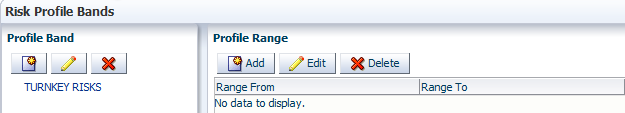 Risk Profile Bands
Profile Band
TURNKEY RISKS
Profile Range
Add Edit Delete
Range From Range To
No data to display.